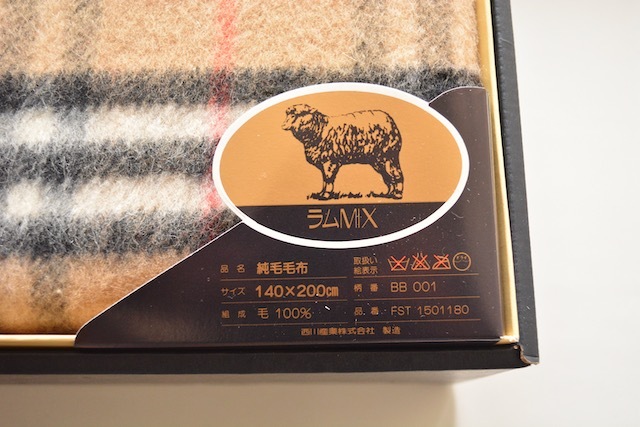 ラムMIX
品名 純毛毛布
取扱い絵表示
サイズ 140×200cm
柄番 BB 001
組成 毛 100%
品番 FST 1501180
西川産業株式会社 製造